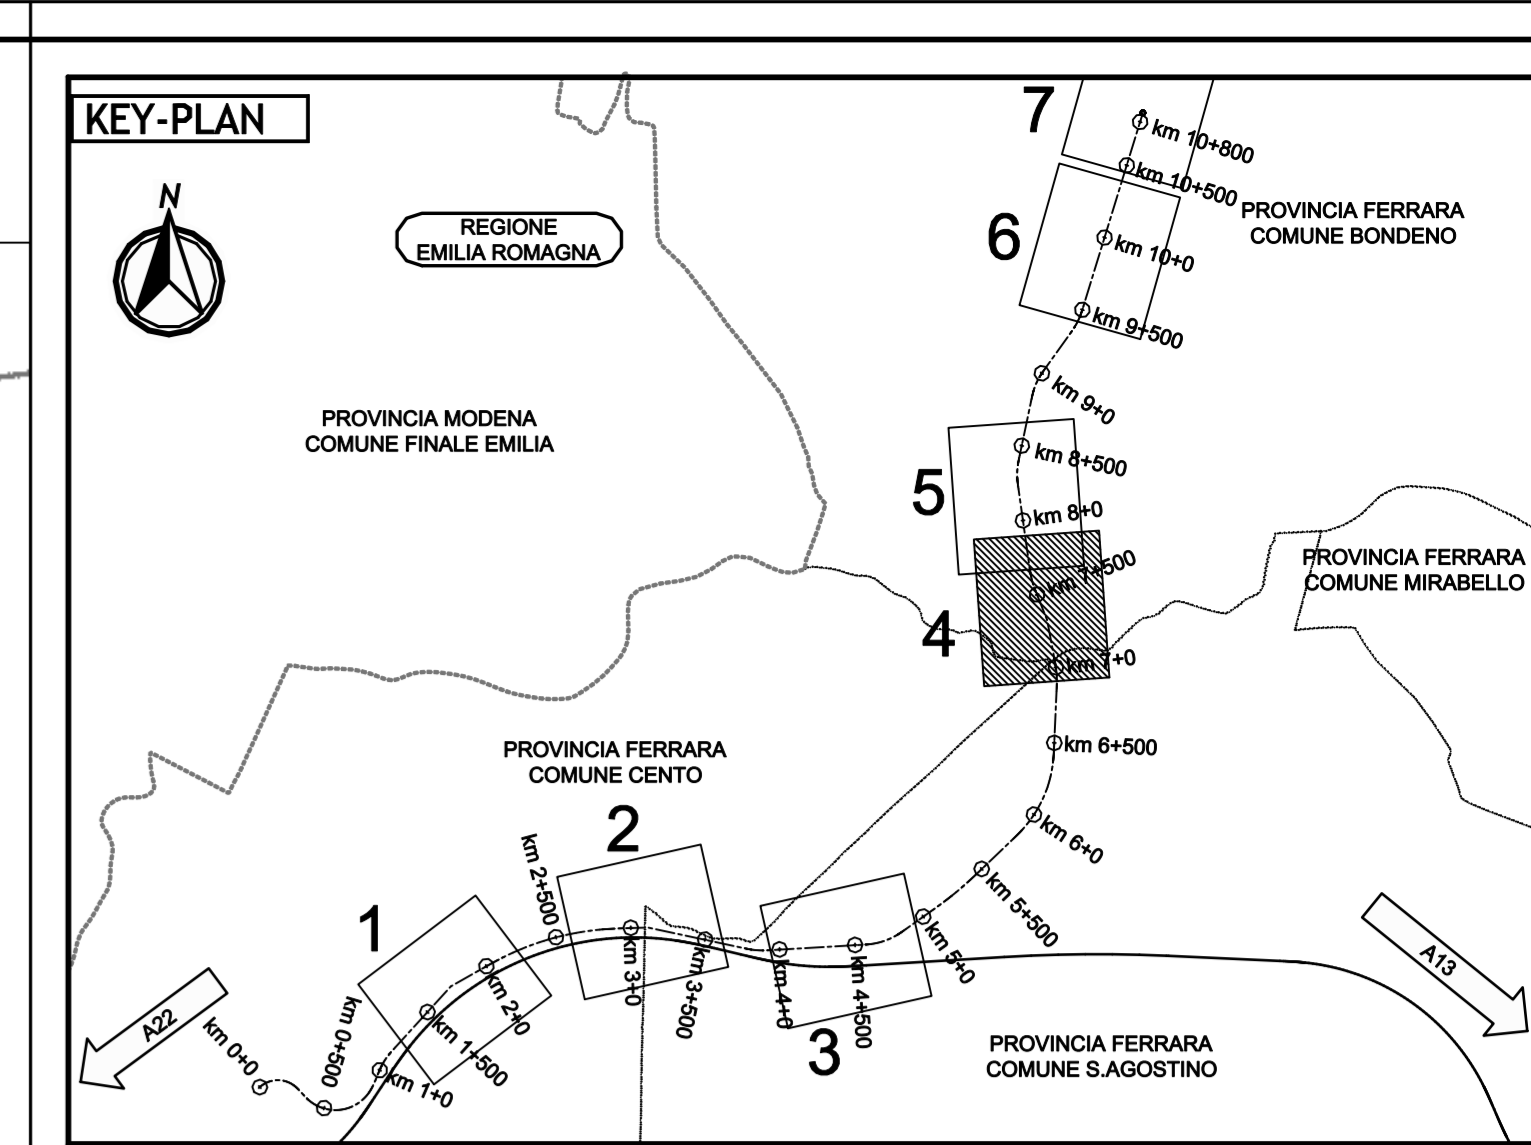 KEY-PLAN
N
REGIONE
EMILIA ROMAGNA
7
km 10+800
km 10+500
PROVINCIA FERRARA
COMUNE BONDENO
6
km 10+0
km 9+500
km 9+0
PROVINCIA MODENA
COMUNE FINALE EMILIA
5
km 8+500
km 8+0
PROVINCIA FERRARA
COMUNE MIRABELLO
km 7+500
4
km 7+0
km 6+500
PROVINCIA FERRARA
COMUNE CENTO
2
km 6+0
km 2+500
km 5+500
1
km 3+0
km 3+500
km 4+0
km 4+500
km 5+0
A13
km 2+0
A22
km 0+0
km 0+500
km 1+500
km 1+0
3
PROVINCIA FERRARA
COMUNE S.AGOSTINO